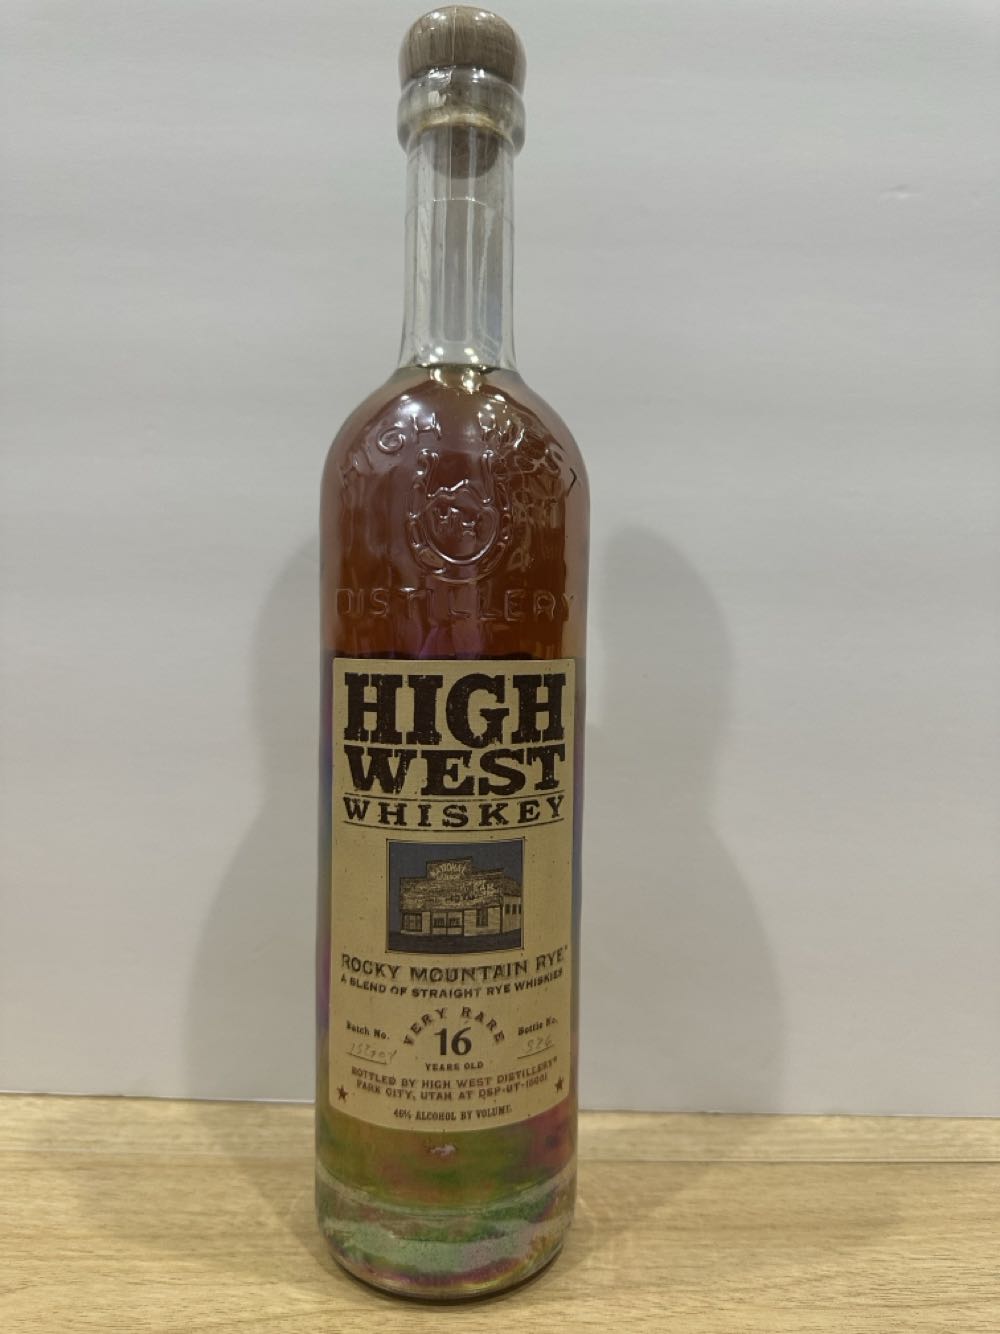 HIGH WEST
DISTILLERY
HIGH
WEST
WHISKEY
NATIONAL
ROCKY MOUNTAIN RYE
A BLEND OF STRAIGHT RYE WHISKIES
VERY RARE
Batch No.
16
Bottle No.
YEARS OLD
BOTTLED BY HIGH WEST DISTILLERY
PARK CITY, UTAH AT DSP-UT-15001
46% ALCOHOL BY VOLUME